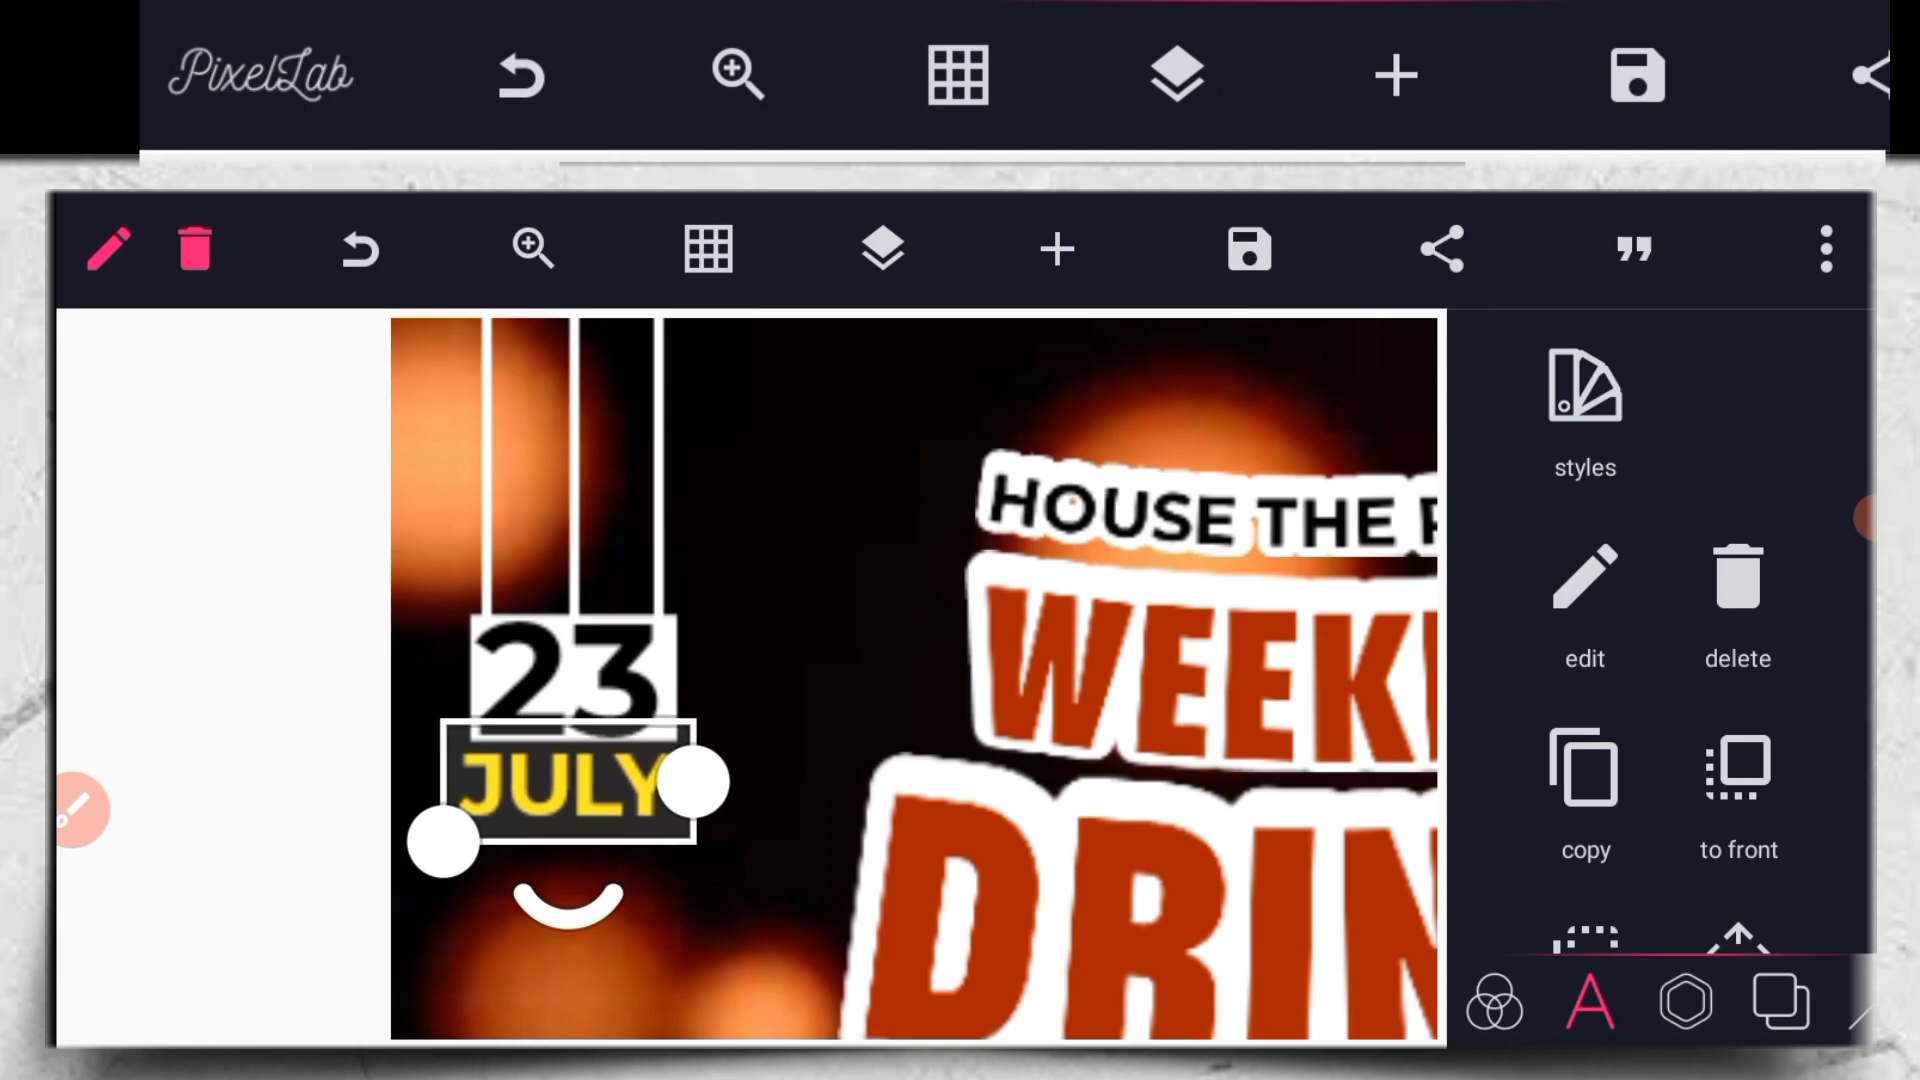 PixelLab
styles
HOUSE THE
23
WEEK
edit
delete
JULY
DRIN
copy
to front